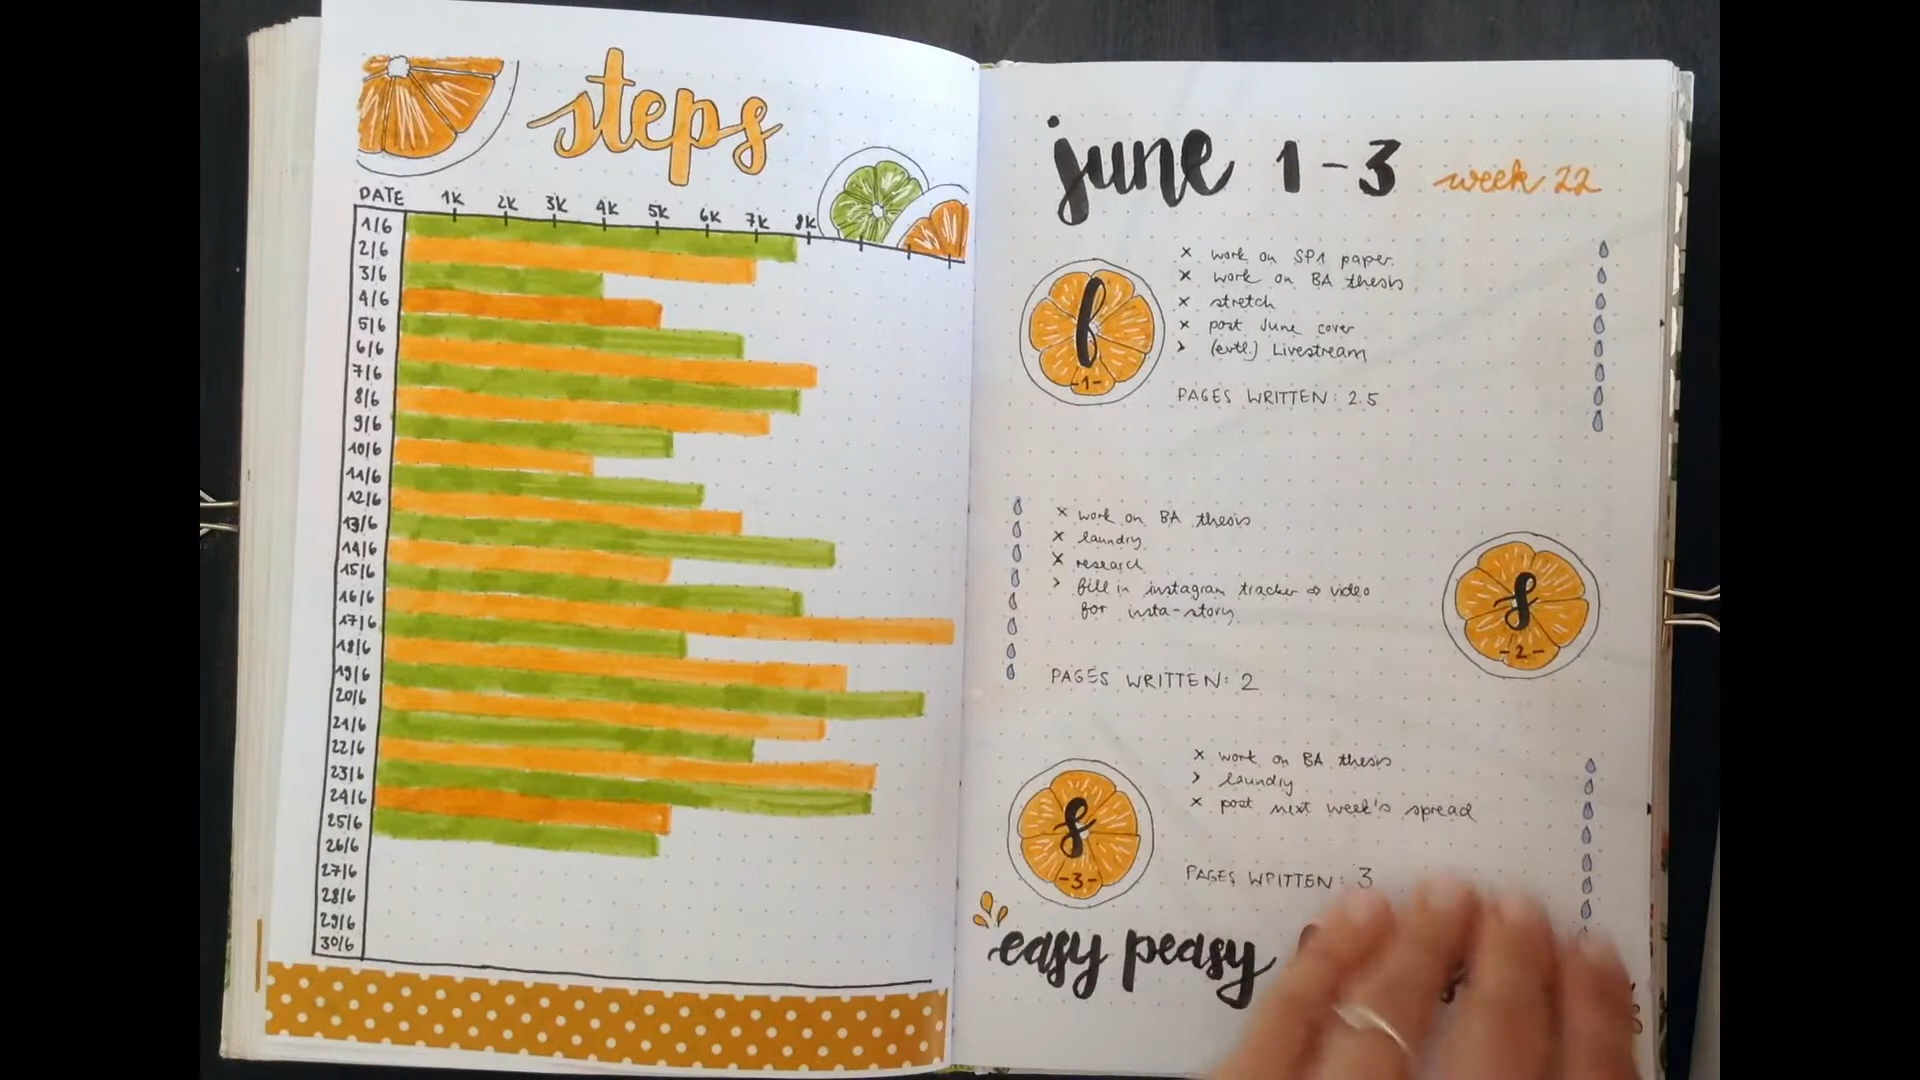 steps
DATE 1K 2K 3K 4K 5K 6K 7K 8K
1/6
2/6
3/6
4/6
5/6
6/6
7/6
8/6
9/6
10/6
11/6
12/6
13/6
14/6
15/6
16/6
17/6
18/6
19/6
20/6
21/6
22/6
23/6
24/6
25/6
26/6
27/6
28/6
29/6
30/6
june 1-3 week 22
f
-1-
x work on SP1 paper
x work on BA thesis
x stretch
x post June cover
> (evtl.) Livestream
PAGES WRITTEN: 2.5
x work on BA thesis
x laundry
x research
> fill in instagram tracker ⇒ video
for insta-story
PAGES WRITTEN: 2
s
-2-
s
-3-
x work on BA thesis
> laundry
x post next week's spread
PAGES WRITTEN: 3
easy peasy